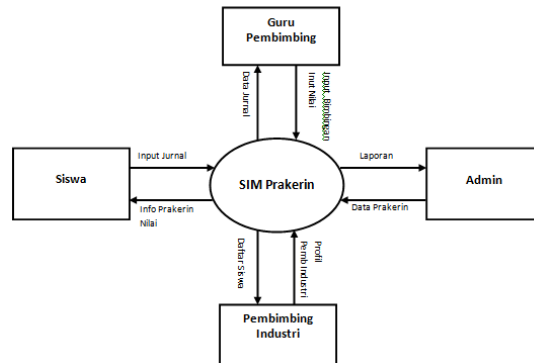 Guru
Pembimbing
Data Jurnal
Input Bimbingan
Inut Nilai
Input Jurnal
Laporan
Siswa
SIM Prakerin
Admin
Info Prakerin
Nilai
Data Prakerin
Daftar Siswa
Profil
Pemb Industri
Pembimbing
Industri